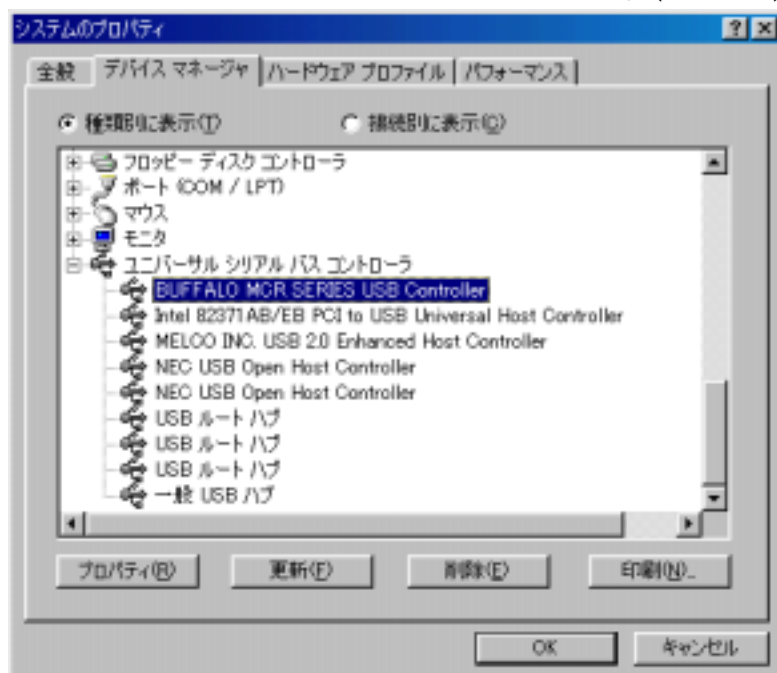 システムのプロパティ
全般 デバイス マネージャ ハードウェア プロファイル パフォーマンス
種類別に表示(T) 接続別に表示(C)
フロッピー ディスク コントローラ
ポート (COM / LPT)
マウス
モニタ
ユニバーサル シリアル バス コントローラ
BUFFALO MCR SERIES USB Controller
Intel 82371AB/EB PCI to USB Universal Host Controller
MELCO INC. USB 2.0 Enhanced Host Controller
NEC USB Open Host Controller
NEC USB Open Host Controller
USB ルート ハブ
USB ルート ハブ
USB ルート ハブ
一般 USB ハブ
プロパティ(R) 更新(F) 削除(E) 印刷(N)...
OK キャンセル